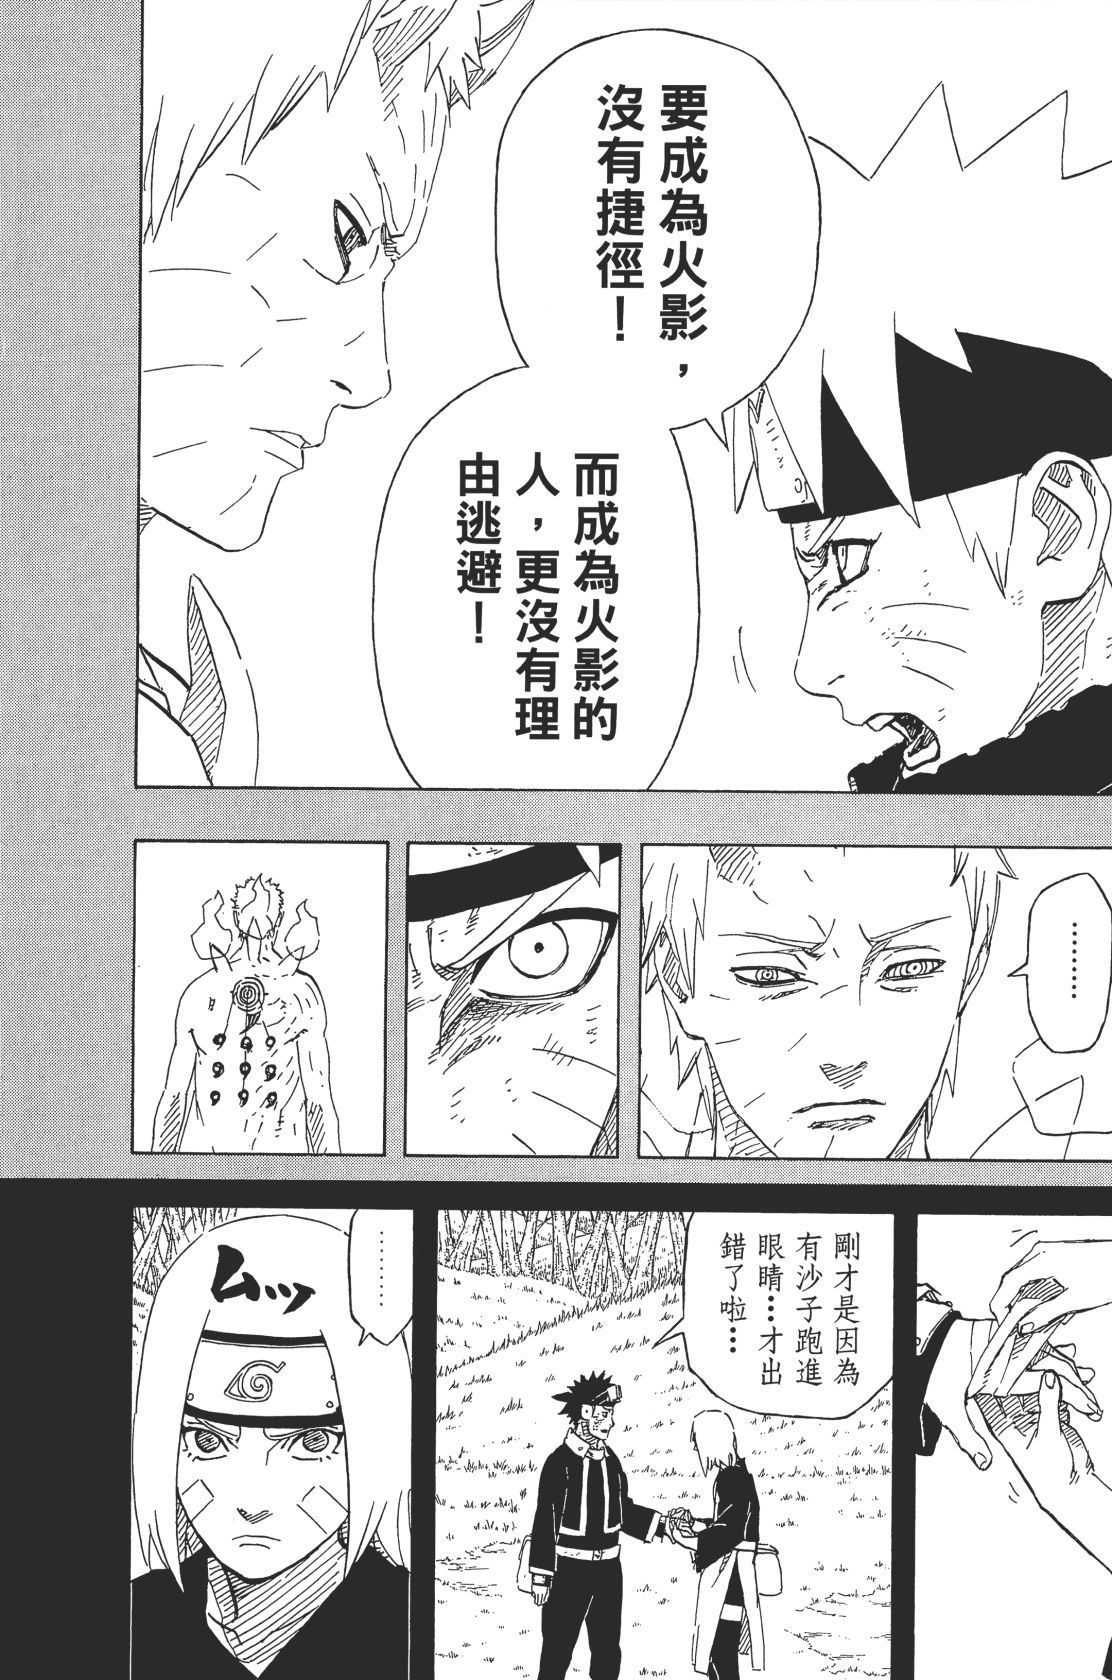 要成為火影，
沒有捷徑！
而成為火影的
人，更沒有理
由逃避！
………
剛才是因為
有沙子跑進
眼睛…才出
錯了啦…
………
ムッ